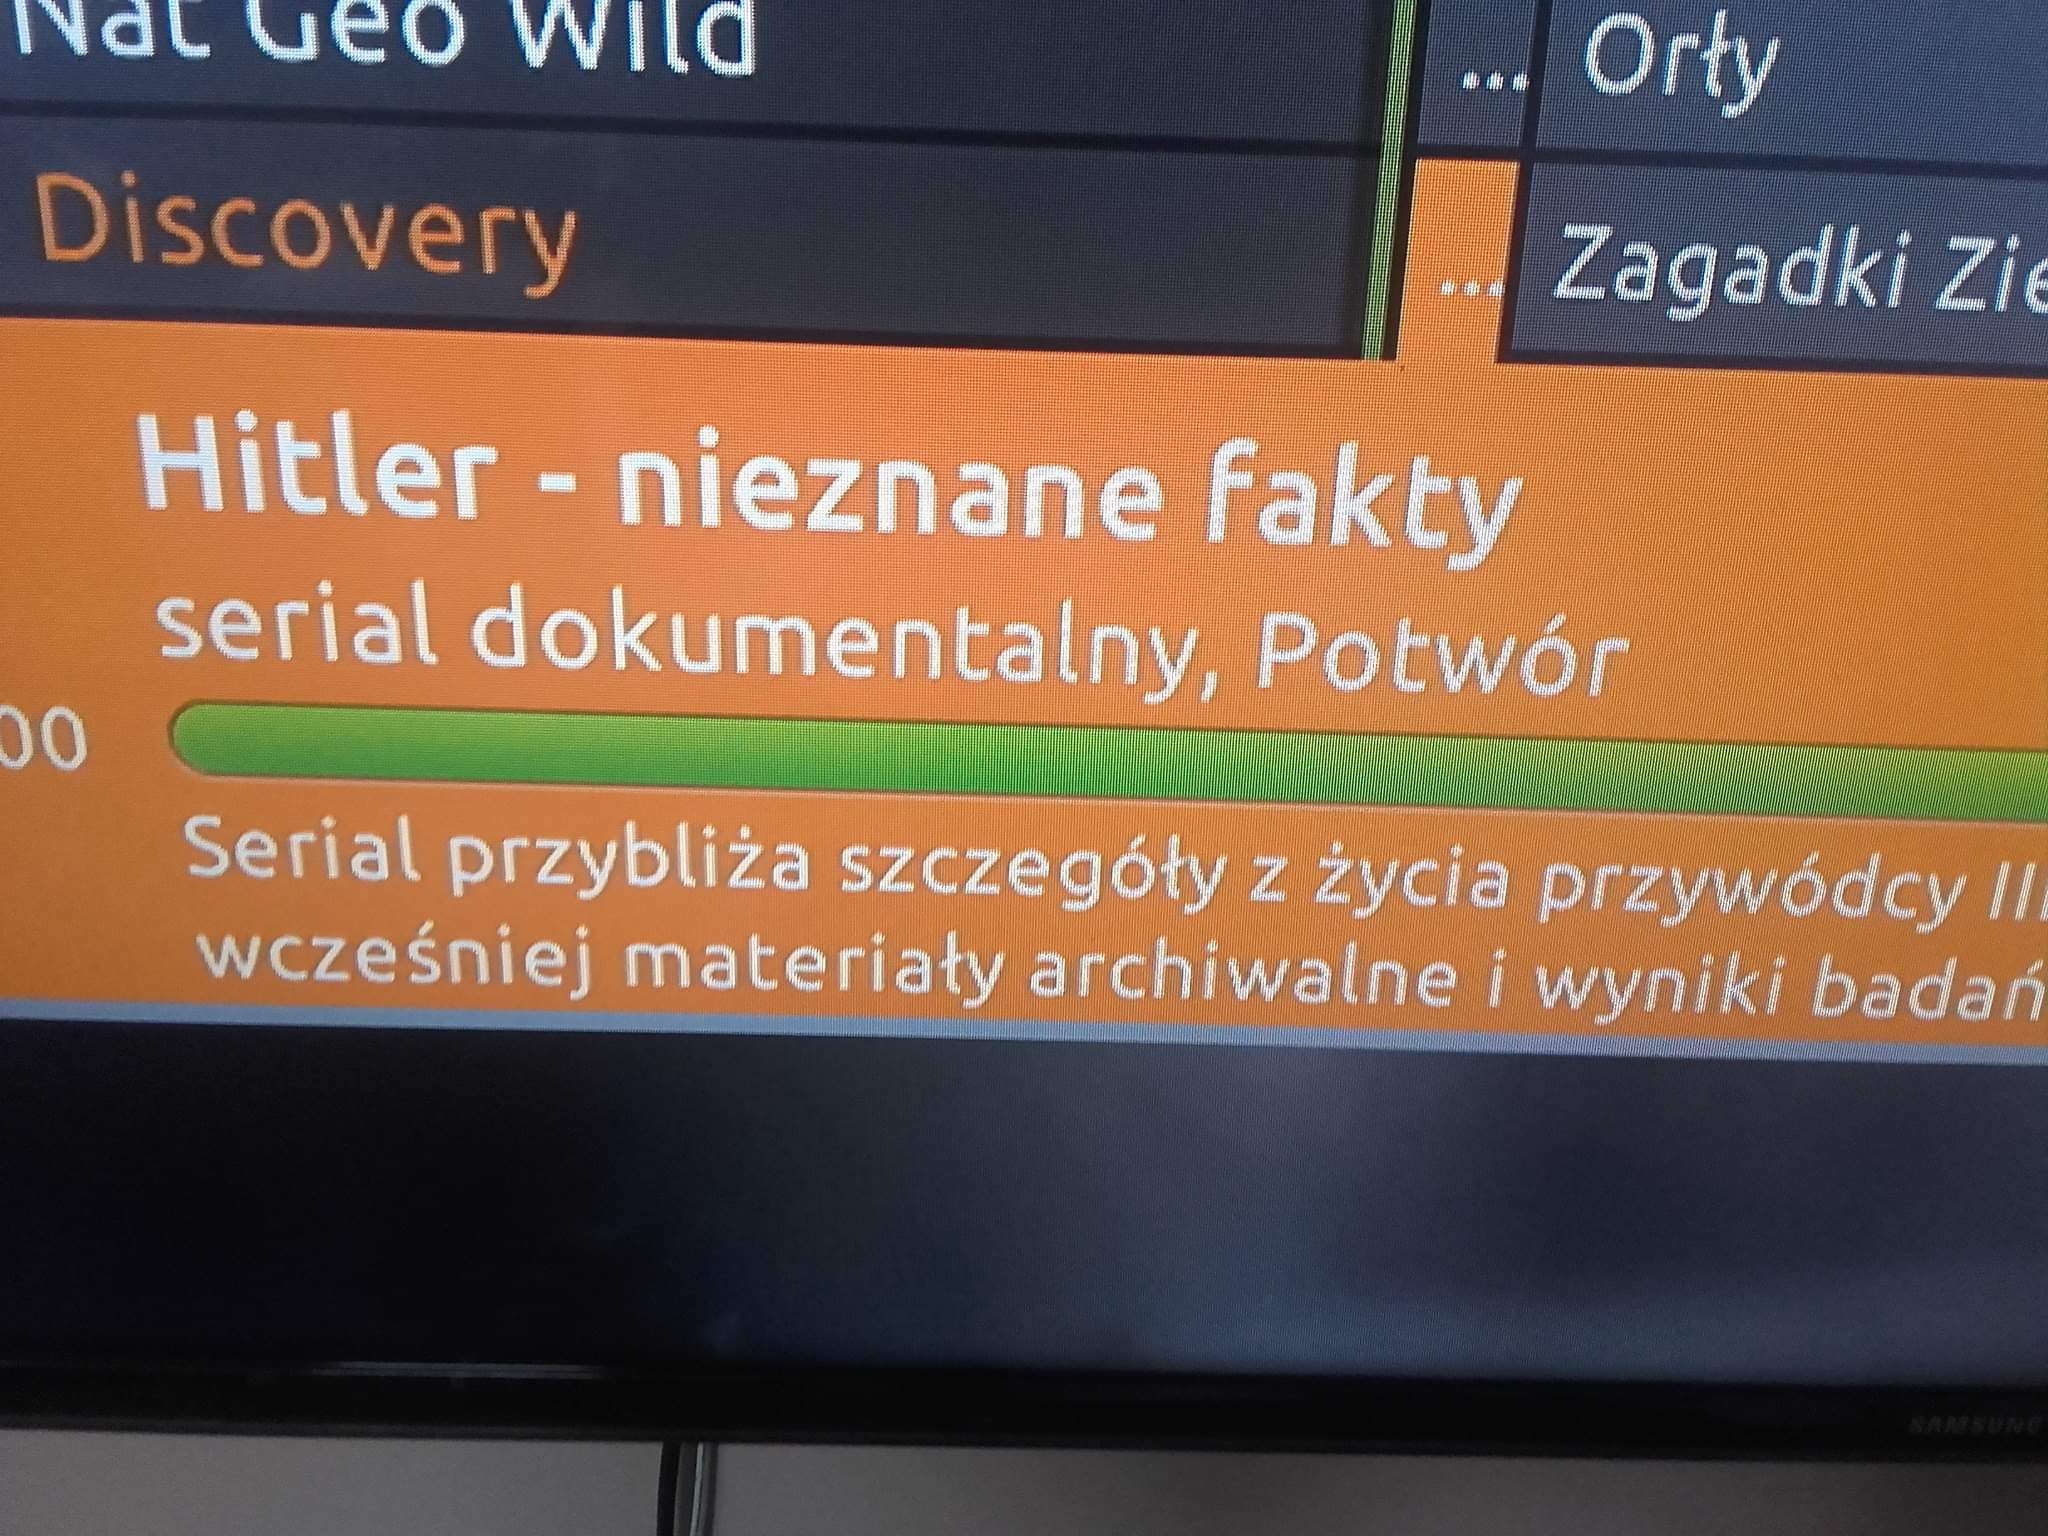 Nat Geo Wild
... Orły
Discovery
... Zagadki Zie
Hitler - nieznane fakty
serial dokumentalny, Potwór
00
Serial przybliża szczegóły z życia przywódcy III
wcześniej materiały archiwalne i wyniki badań
SAMSUNG